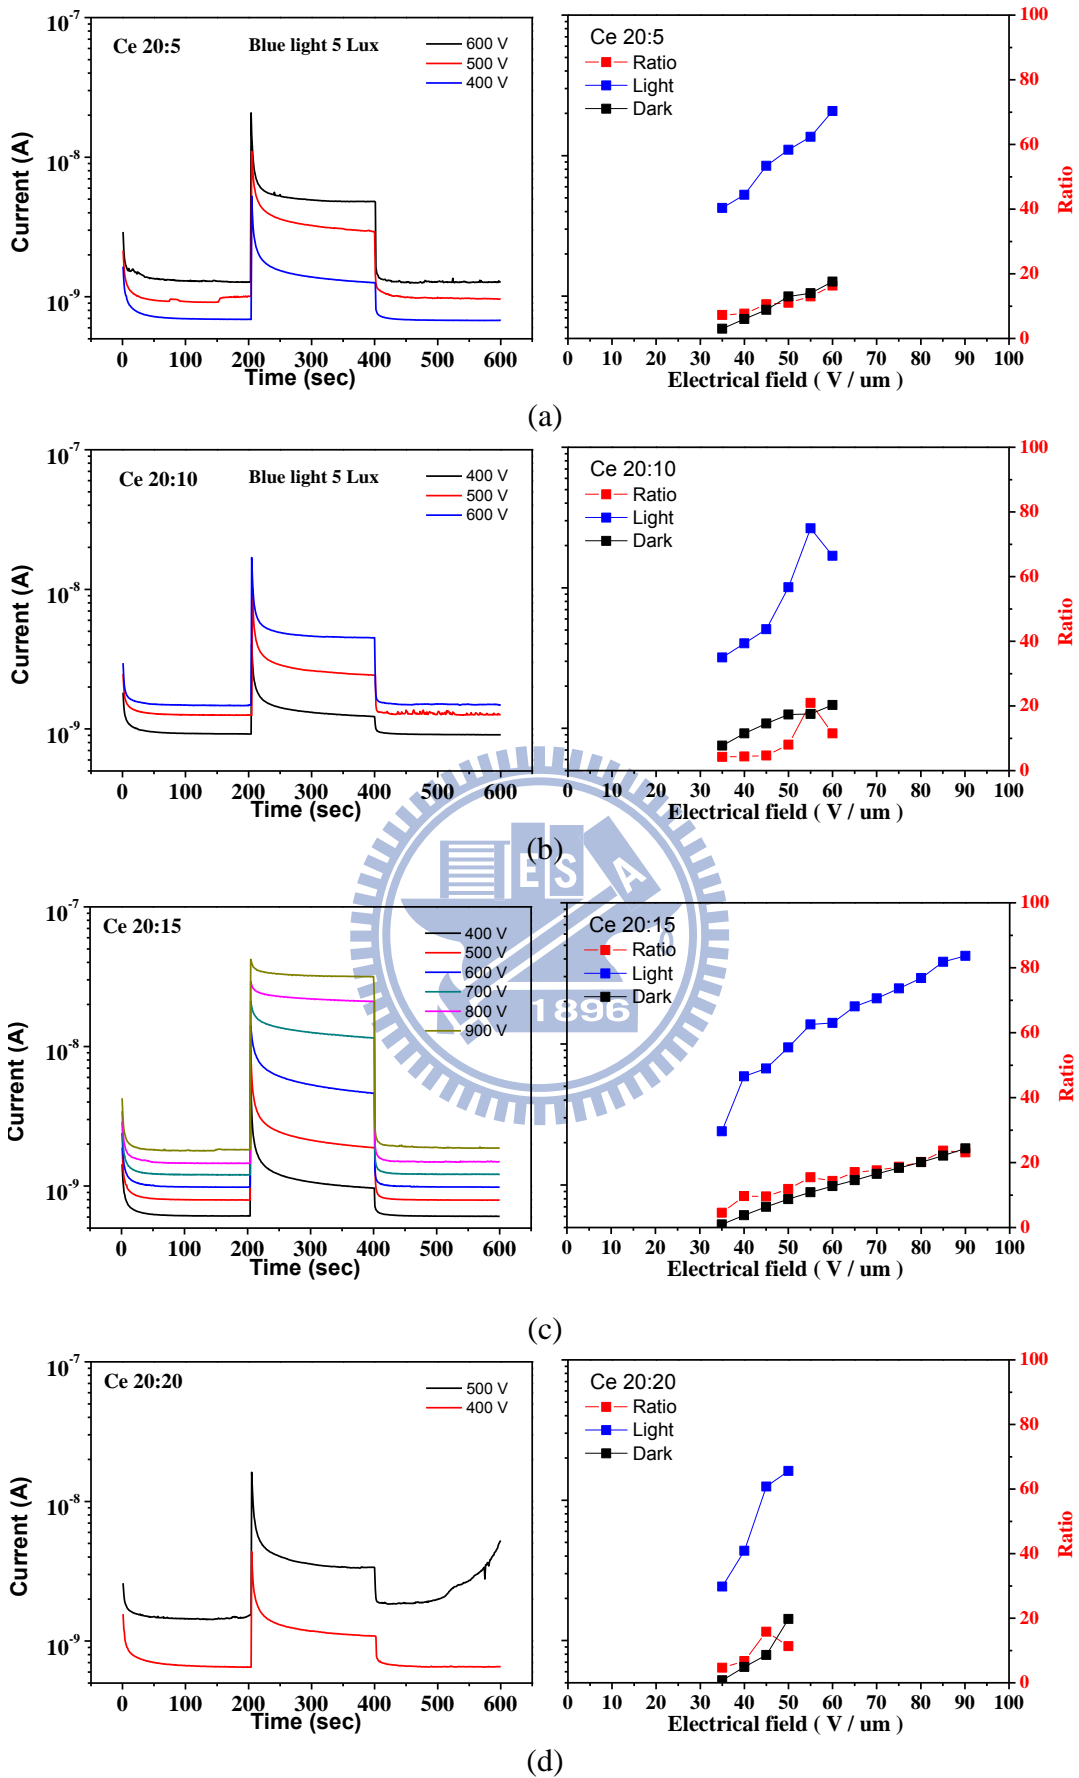 Ce 20:5
Blue light 5 Lux
600 V
500 V
400 V
10^-7
10^-8
10^-9
Current (A)
0 100 200 300 400 500 600
Time (sec)
Ce 20:5
Ratio
Light
Dark
100
80
60
40
20
0
Ratio
0 10 20 30 40 50 60 70 80 90 100
Electrical field ( V / um )
(a)
Ce 20:10
Blue light 5 Lux
400 V
500 V
600 V
10^-7
10^-8
10^-9
Current (A)
0 100 200 300 400 500 600
Time (sec)
Ce 20:10
Ratio
Light
Dark
100
80
60
40
20
0
Ratio
0 10 20 30 40 50 60 70 80 90 100
Electrical field ( V / um )
(b)
E S A
1896
Ce 20:15
400 V
500 V
600 V
700 V
800 V
900 V
10^-7
10^-8
10^-9
Current (A)
0 100 200 300 400 500 600
Time (sec)
Ce 20:15
Ratio
Light
Dark
100
80
60
40
20
0
Ratio
0 10 20 30 40 50 60 70 80 90 100
Electrical field ( V / um )
(c)
Ce 20:20
500 V
400 V
10^-7
10^-8
10^-9
Current (A)
0 100 200 300 400 500 600
Time (sec)
Ce 20:20
Ratio
Light
Dark
100
80
60
40
20
0
Ratio
0 10 20 30 40 50 60 70 80 90 100
Electrical field ( V / um )
(d)